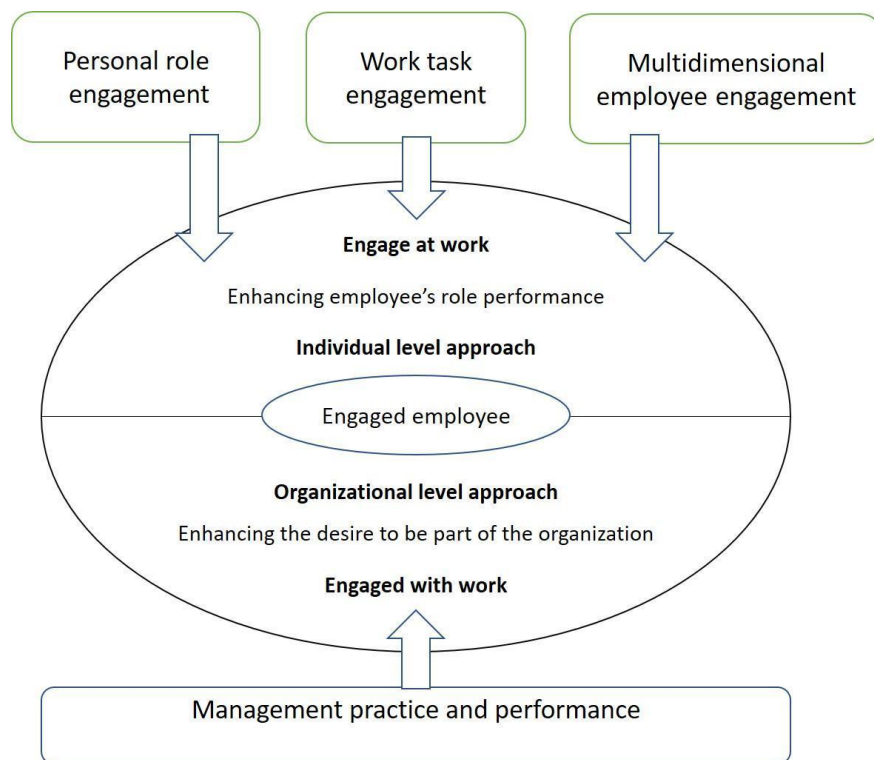 Personal role
engagement
Work task
engagement
Multidimensional
employee engagement
Engage at work
Enhancing employee's role performance
Individual level approach
Engaged employee
Organizational level approach
Enhancing the desire to be part of the organization
Engaged with work
Management practice and performance